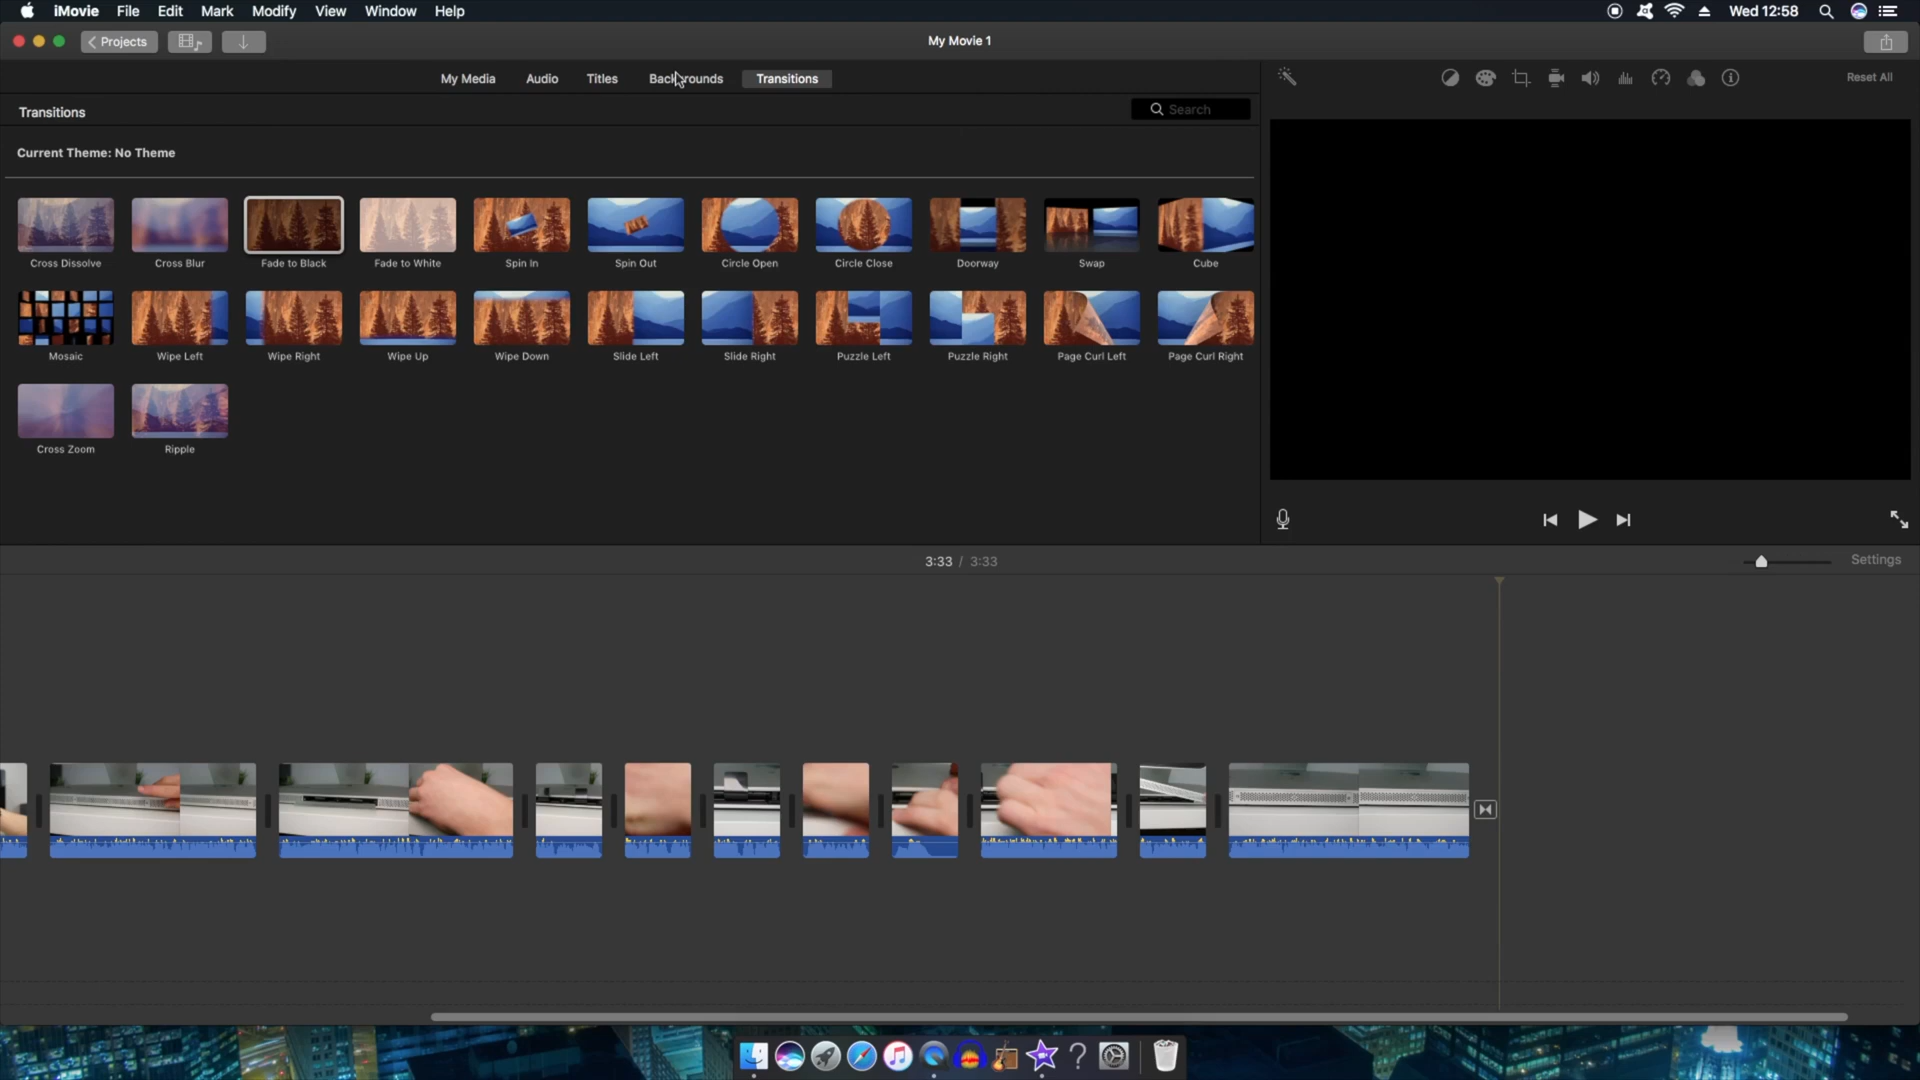 iMovie File Edit Mark Modify View Window Help Wed 12:58
Projects My Movie 1
My Media Audio Titles Backgrounds Transitions Reset All
Transitions Search
Current Theme: No Theme
Cross Dissolve Cross Blur Fade to Black Fade to White Spin In Spin Out Circle Open Circle Close Doorway Swap Cube
Mosaic Wipe Left Wipe Right Wipe Up Wipe Down Slide Left Slide Right Puzzle Left Puzzle Right Page Curl Left Page Curl Right
Cross Zoom Ripple
3:33 / 3:33 Settings